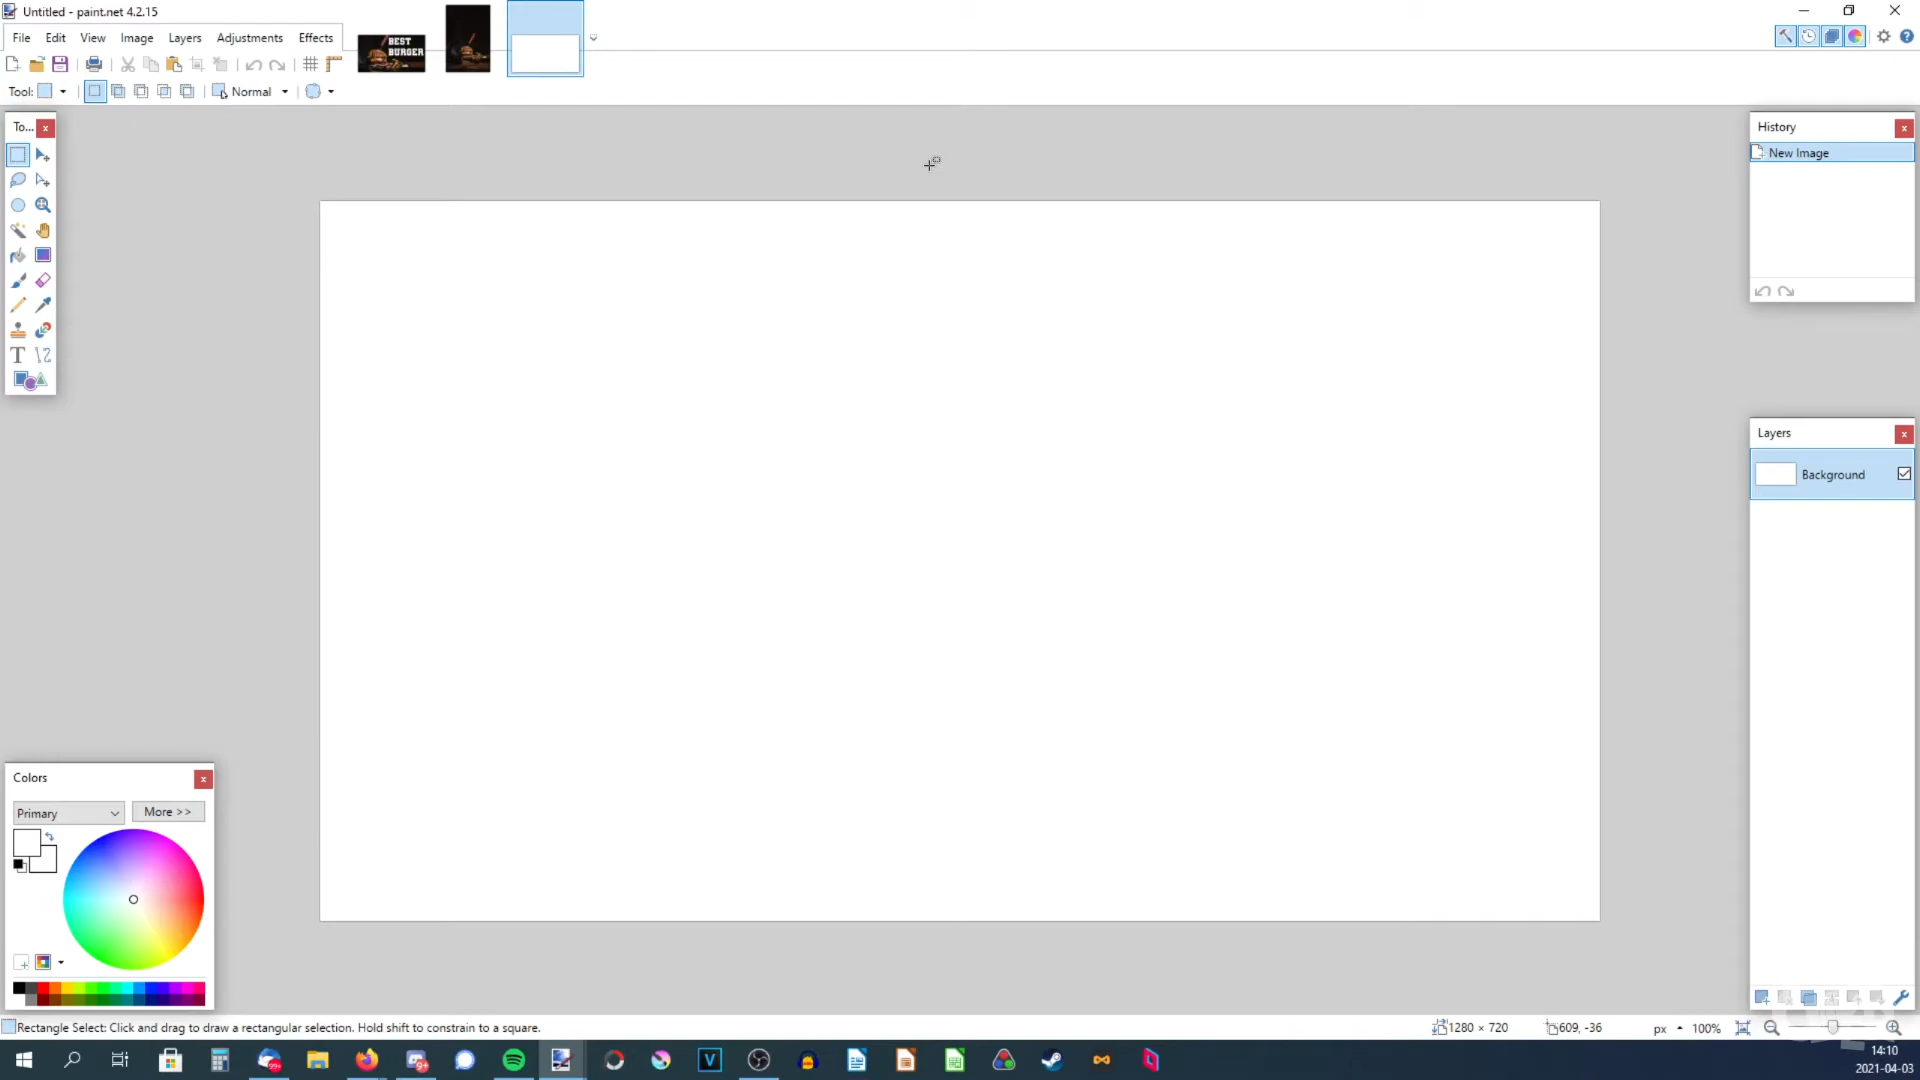 Untitled - paint.net 4.2.15
File Edit View Image Layers Adjustments Effects
BEST
BURGER
Tool:
Normal
To...
History
New Image
Layers
Background
Colors
Primary
More >>
Rectangle Select: Click and drag to draw a rectangular selection. Hold shift to constrain to a square.
1280 × 720
609, -36
px
100%
99+
9+
V
14:10
2021-04-03